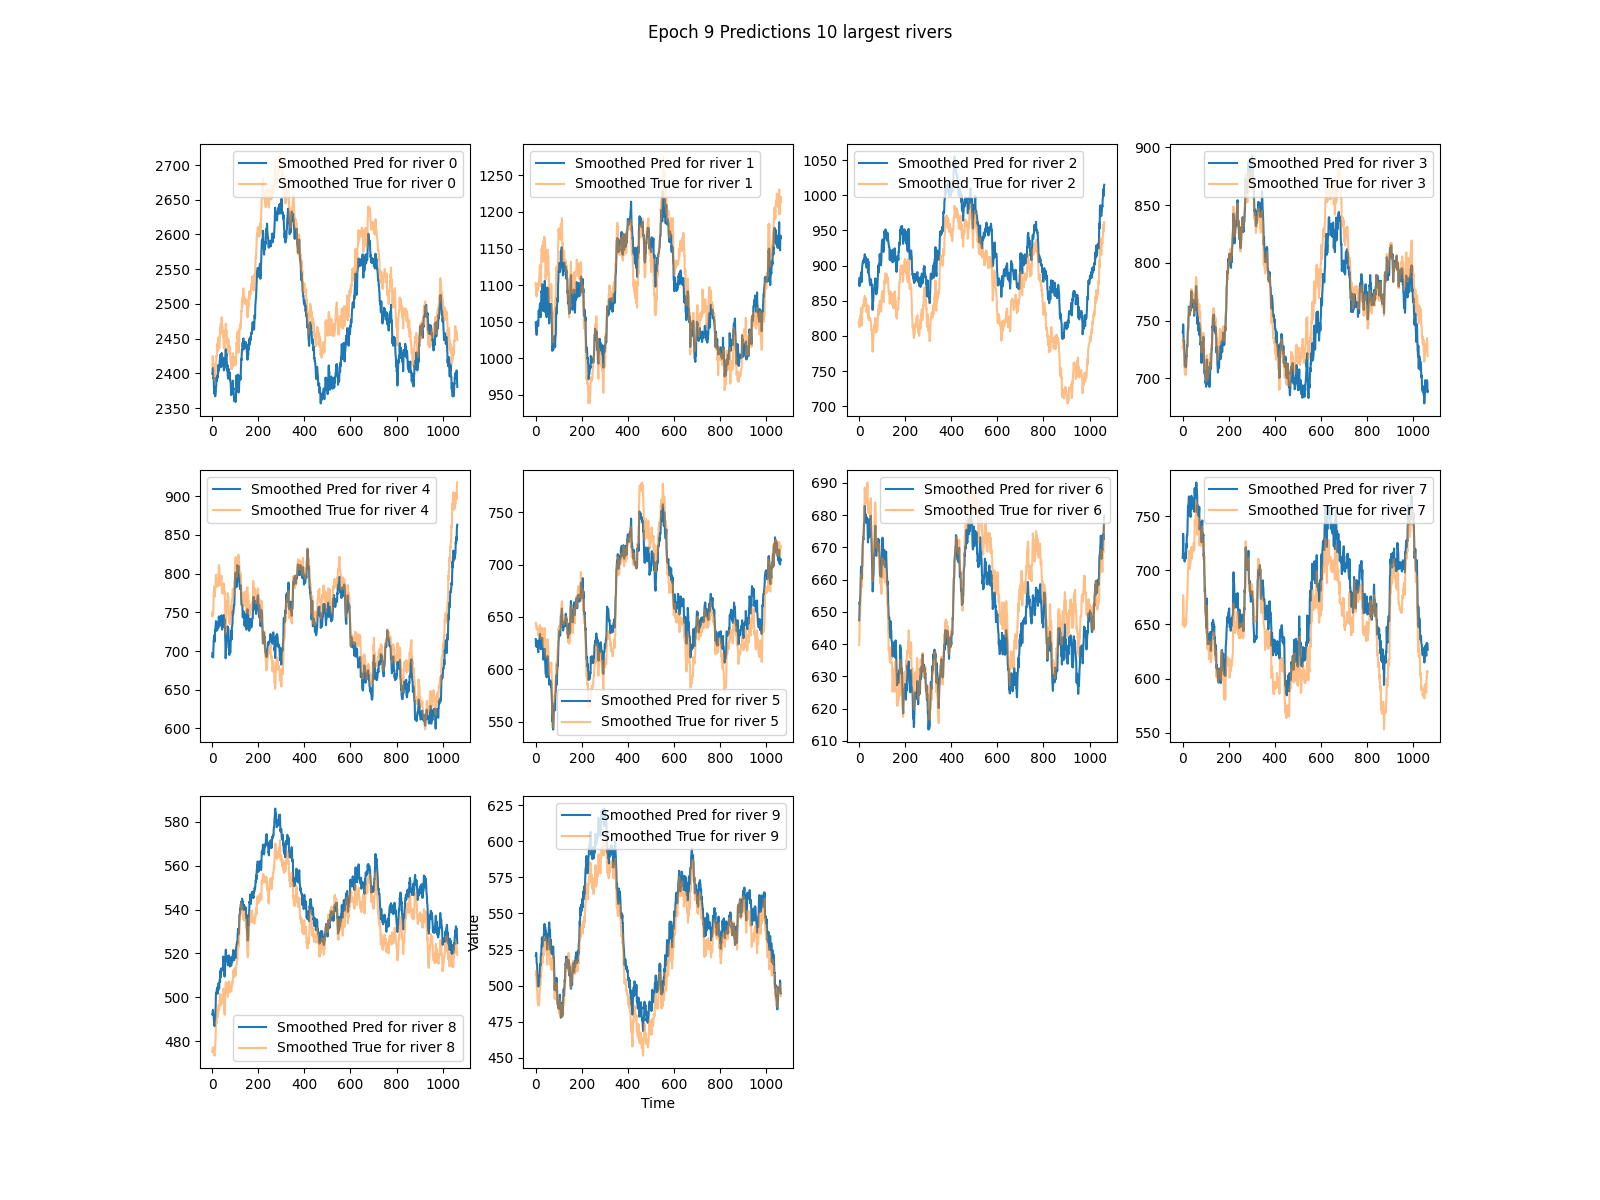 Epoch 9 Predictions 10 largest rivers
Smoothed Pred for river 0
Smoothed True for river 0
2700
2650
2600
2550
2500
2450
2400
2350
0 200 400 600 800 1000
Smoothed Pred for river 1
Smoothed True for river 1
1250
1200
1150
1100
1050
1000
950
0 200 400 600 800 1000
Smoothed Pred for river 2
Smoothed True for river 2
1050
1000
950
900
850
800
750
700
0 200 400 600 800 1000
Smoothed Pred for river 3
Smoothed True for river 3
900
850
800
750
700
0 200 400 600 800 1000
Smoothed Pred for river 4
Smoothed True for river 4
900
850
800
750
700
650
600
0 200 400 600 800 1000
750
700
650
600
550
Smoothed Pred for river 5
Smoothed True for river 5
0 200 400 600 800 1000
Smoothed Pred for river 6
Smoothed True for river 6
690
680
670
660
650
640
630
620
610
0 200 400 600 800 1000
Smoothed Pred for river 7
Smoothed True for river 7
750
700
650
600
550
0 200 400 600 800 1000
580
560
540
520
500
480
Smoothed Pred for river 8
Smoothed True for river 8
0 200 400 600 800 1000
Value
Smoothed Pred for river 9
Smoothed True for river 9
625
600
575
550
525
500
475
450
0 200 400 600 800 1000
Time